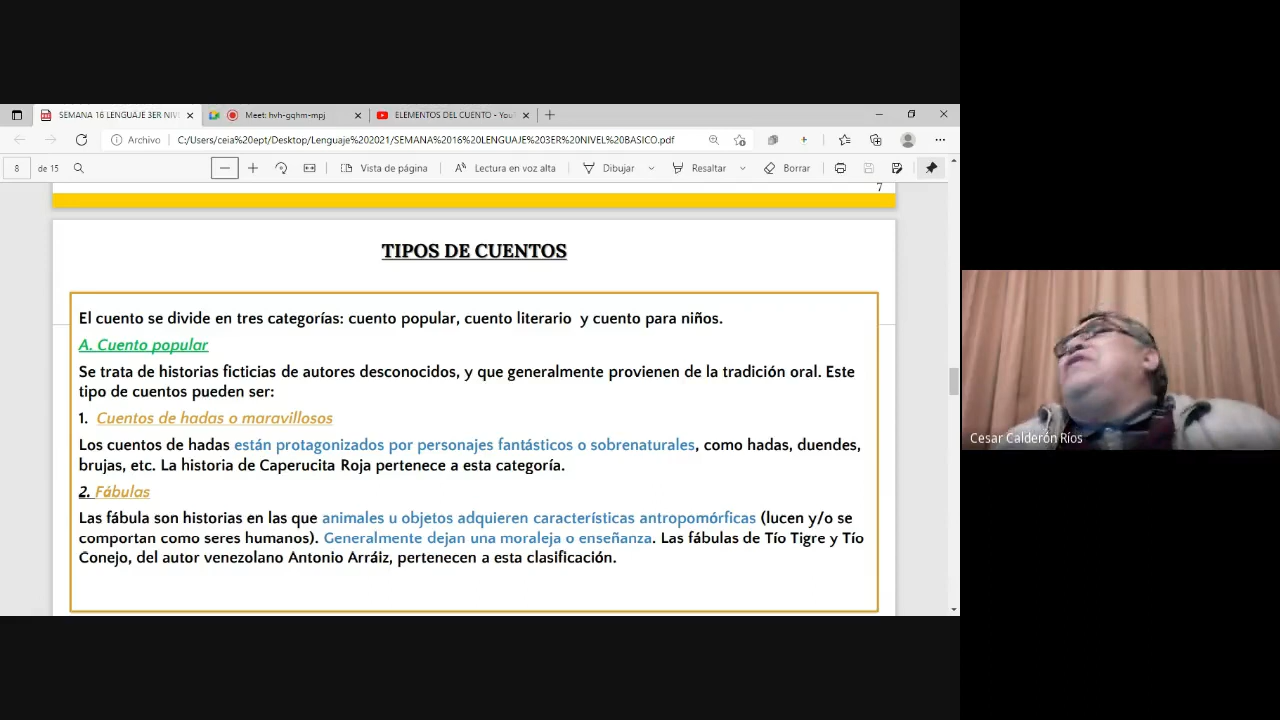 SEMANA 16 LENGUAJE 3ER NIV
Meet: hvh-gqhm-mpj
ELEMENTOS DEL CUENTO - You
Archivo
C:/Users/ceia%20ept/Desktop/Lenguaje%202021/SEMANA%2016%20LENGUAJE%203ER%20NIVEL%20BASICO.pdf
8 de 15
Vista de página
Lectura en voz alta
Dibujar
Resaltar
Borrar
7
TIPOS DE CUENTOS
El cuento se divide en tres categorías: cuento popular, cuento literario y cuento para niños.
A. Cuento popular
Se trata de historias ficticias de autores desconocidos, y que generalmente provienen de la tradición oral. Este
tipo de cuentos pueden ser:
1. Cuentos de hadas o maravillosos
Los cuentos de hadas están protagonizados por personajes fantásticos o sobrenaturales, como hadas, duendes,
brujas, etc. La historia de Caperucita Roja pertenece a esta categoría.
2. Fábulas
Las fábula son historias en las que animales u objetos adquieren características antropomórficas (lucen y/o se
comportan como seres humanos). Generalmente dejan una moraleja o enseñanza. Las fábulas de Tío Tigre y Tío
Conejo, del autor venezolano Antonio Arráiz, pertenecen a esta clasificación.
Cesar Calderón Ríos